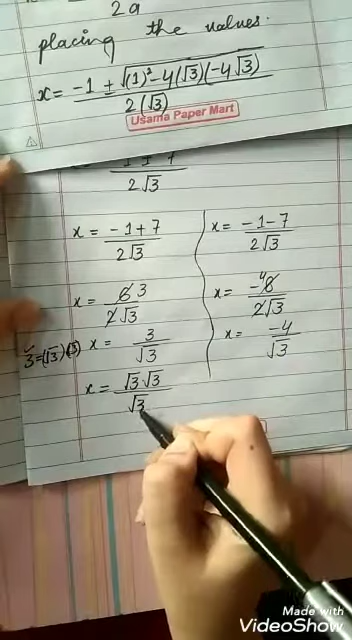 2a
placing the values.
x = -1 ± √(1)² - 4(√3)(-4√3) / 2(√3)
Usama Paper Mart
2√3
x = -1+7 / 2√3
x = -1-7 / 2√3
x = 6 3 / 2√3
x = -4 8 / 2√3
3=(√3)(√3) x = 3 / √3
x = -4 / √3
x = √3·√3 / √3
Made with
VideoShow